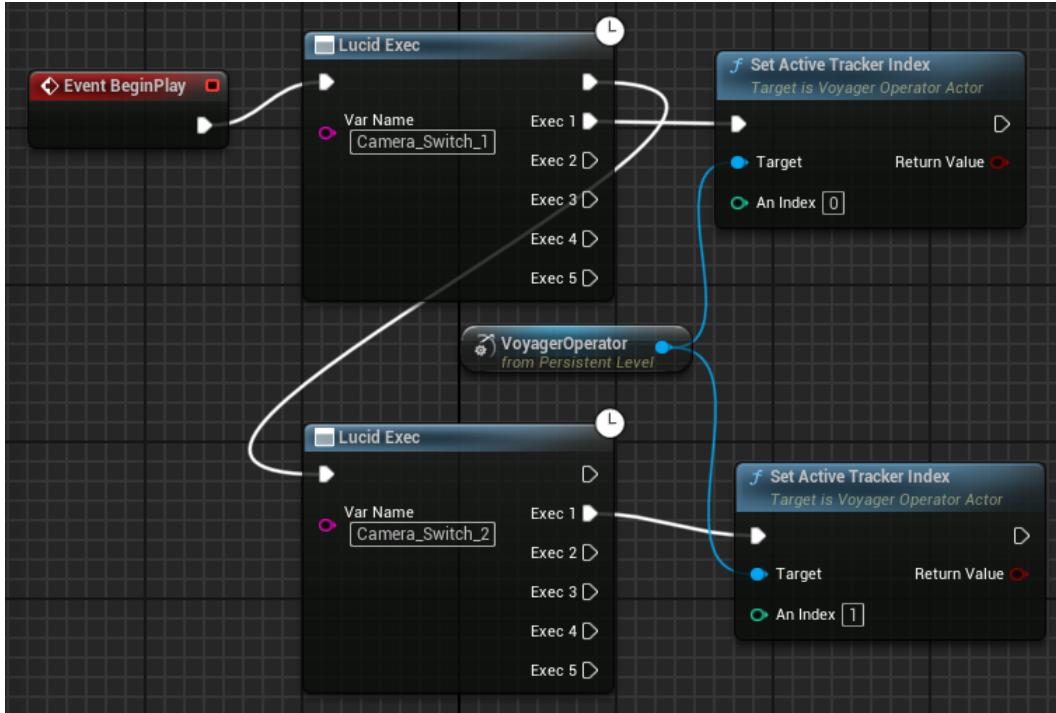 Event BeginPlay
Lucid Exec
Var Name
Camera_Switch_1
Exec 1
Exec 2
Exec 3
Exec 4
Exec 5
Set Active Tracker Index
Target is Voyager Operator Actor
Target
Return Value
An Index 0
VoyagerOperator
from Persistent Level
Lucid Exec
Var Name
Camera_Switch_2
Exec 1
Exec 2
Exec 3
Exec 4
Exec 5
Set Active Tracker Index
Target is Voyager Operator Actor
Target
Return Value
An Index 1